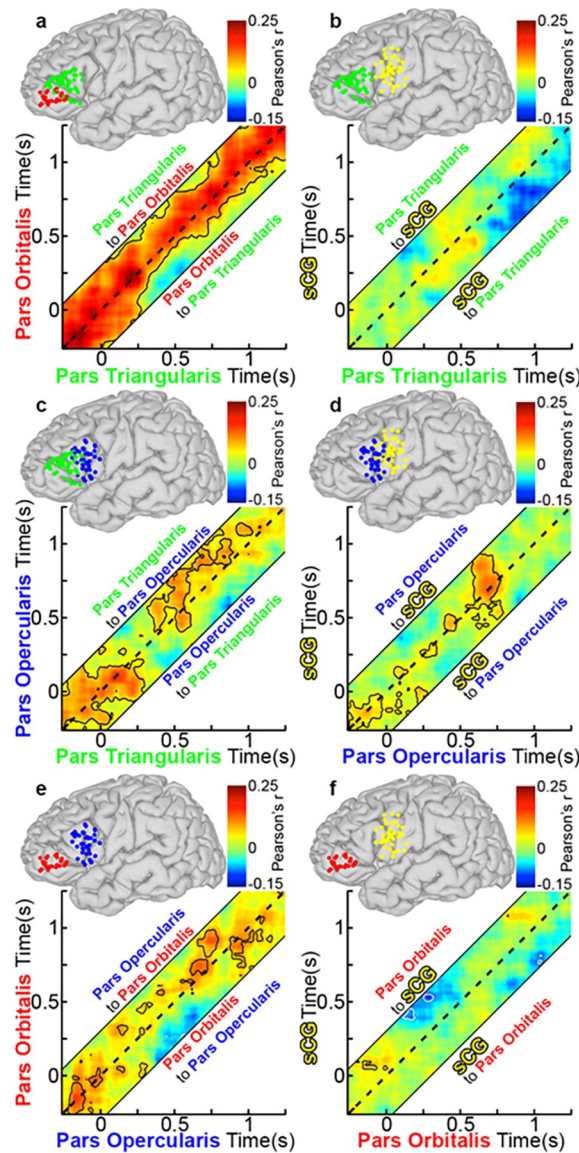 a
0.25
0
-0.15
Pearson's r
Pars Orbitalis Time(s)
1
0.5
0
Pars Triangularis
to Pars Orbitalis
Pars Orbitalis
to Pars Triangularis
0 0.5 1
Pars Triangularis Time(s)
b
0.25
0
-0.15
Pearson's r
sCG Time(s)
1
0.5
0
Pars Triangularis
to sCG
sCG
to Pars Triangularis
0 0.5 1
Pars Triangularis Time(s)
c
0.25
0
-0.15
Pearson's r
Pars Opercularis Time(s)
1
0.5
0
Pars Triangularis
to Pars Opercularis
Pars Opercularis
to Pars Triangularis
0 0.5 1
Pars Triangularis Time(s)
d
0.25
0
-0.15
Pearson's r
sCG Time(s)
1
0.5
0
Pars Opercularis
to sCG
sCG
to Pars Opercularis
0 0.5 1
Pars Opercularis Time(s)
e
0.25
0
-0.15
Pearson's r
Pars Orbitalis Time(s)
1
0.5
0
Pars Opercularis
to Pars Orbitalis
Pars Orbitalis
to Pars Opercularis
0 0.5 1
Pars Opercularis Time(s)
f
0.25
0
-0.15
Pearson's r
sCG Time(s)
1
0.5
0
Pars Orbitalis
to sCG
sCG
to Pars Orbitalis
0 0.5 1
Pars Orbitalis Time(s)